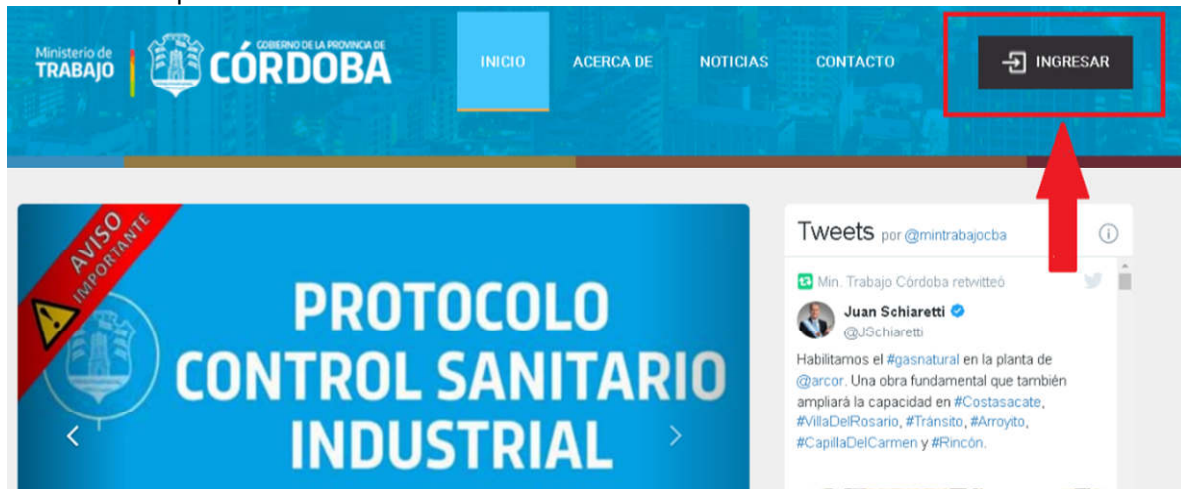 Ministerio de
TRABAJO
GOBIERNO DE LA PROVINCIA DE
CÓRDOBA
INICIO
ACERCA DE
NOTICIAS
CONTACTO
INGRESAR
AVISO
IMPORTANTE
PROTOCOLO
CONTROL SANITARIO
INDUSTRIAL
Tweets por @mintrabajocba
Min. Trabajo Córdoba retwitteó
Juan Schiaretti
@JSchiaretti
Habilitamos el #gasnatural en la planta de
@arcor. Una obra fundamental que también
ampliará la capacidad en #Costasacate,
#VillaDelRosario, #Tránsito, #Arroyito,
#CapillaDelCarmen y #Rincón.